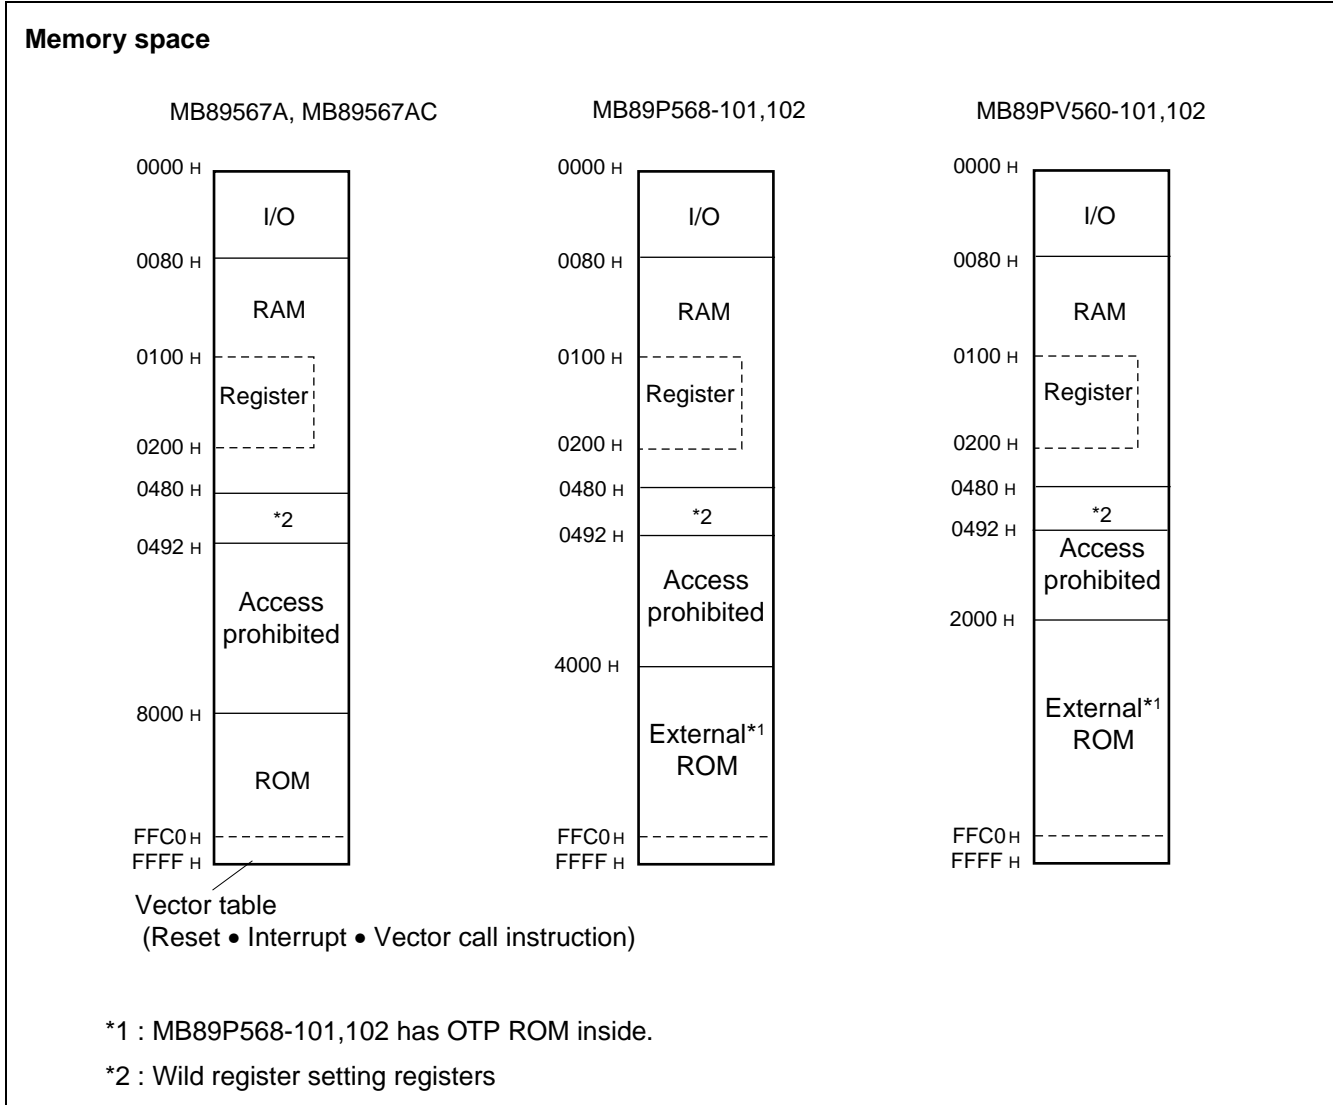 Memory space
MB89567A, MB89567AC
0000 H
I/O
0080 H
RAM
0100 H
Register
0200 H
0480 H
*2
0492 H
Access
prohibited
8000 H
ROM
FFC0 H
FFFF H
Vector table
(Reset • Interrupt • Vector call instruction)
MB89P568-101,102
0000 H
I/O
0080 H
RAM
0100 H
Register
0200 H
0480 H
*2
0492 H
Access
prohibited
4000 H
External*1
ROM
FFC0 H
FFFF H
MB89PV560-101,102
0000 H
I/O
0080 H
RAM
0100 H
Register
0200 H
0480 H
*2
0492 H
Access
prohibited
2000 H
External*1
ROM
FFC0 H
FFFF H
*1 : MB89P568-101,102 has OTP ROM inside.
*2 : Wild register setting registers